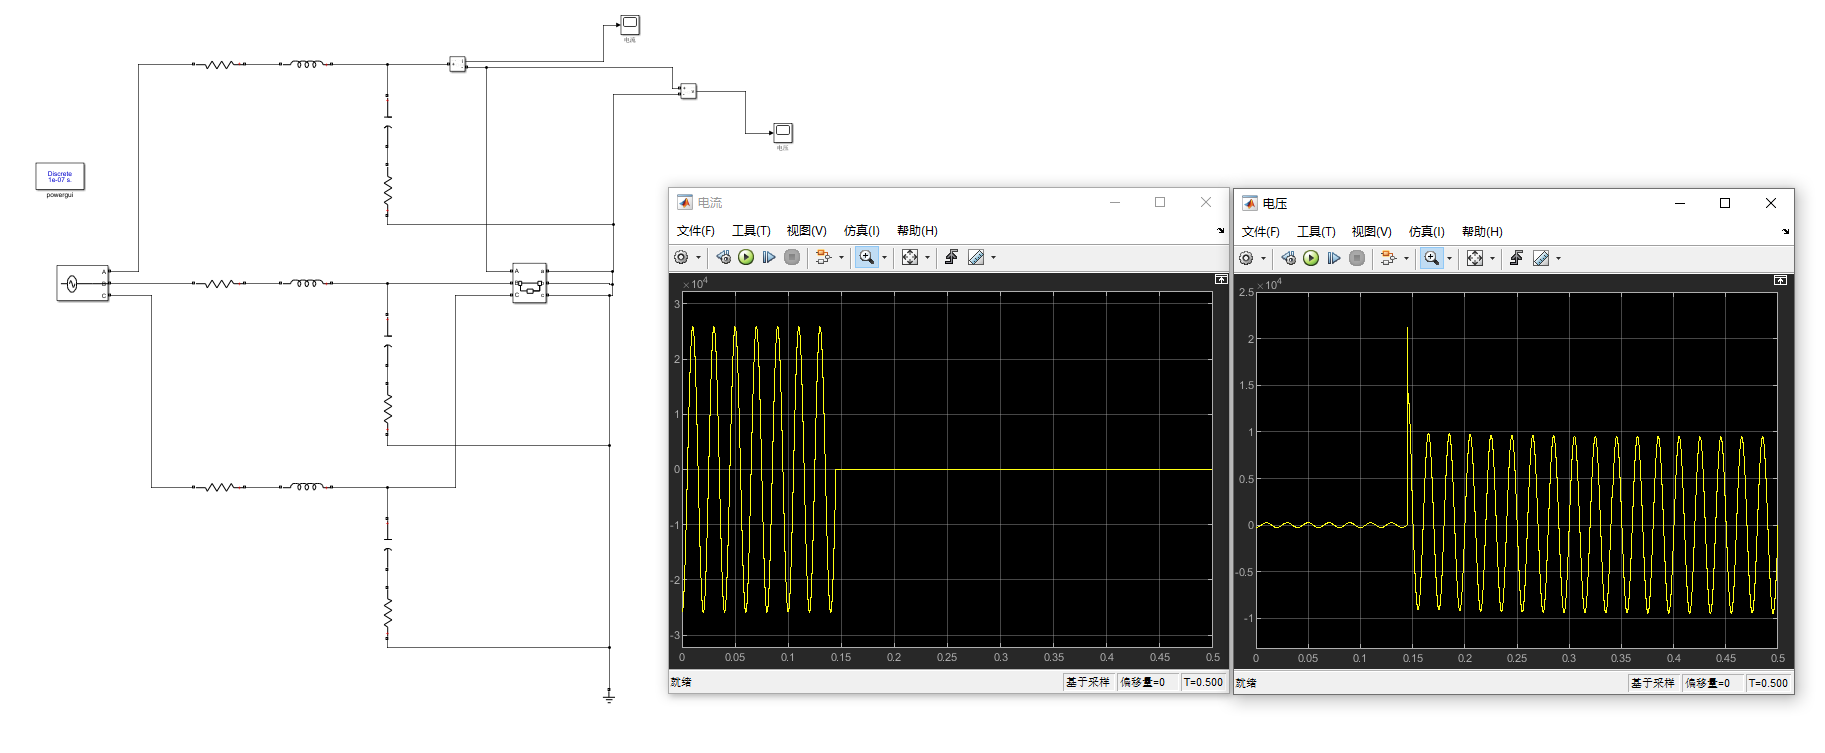 电流
+
i
-
+
-
v
电压
Discrete
1e-07 s.
powergui
A
B
C
A
B
C
a
b
c
电流
文件(F) 工具(T) 视图(V) 仿真(I) 帮助(H)
×10^4
3
2
1
0
-1
-2
-3
0 0.05 0.1 0.15 0.2 0.25 0.3 0.35 0.4 0.45 0.5
就绪 基于采样 偏移量=0 T=0.500
电压
文件(F) 工具(T) 视图(V) 仿真(I) 帮助(H)
×10^4
2.5
2
1.5
1
0.5
0
-0.5
-1
0 0.05 0.1 0.15 0.2 0.25 0.3 0.35 0.4 0.45 0.5
就绪 基于采样 偏移量=0 T=0.500